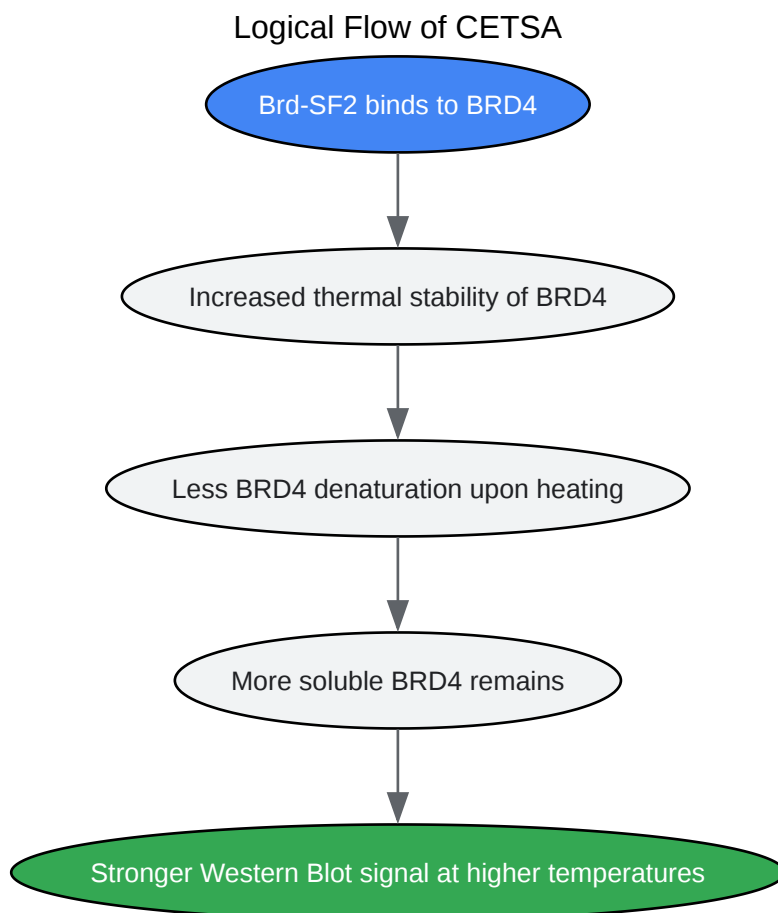 Logical Flow of CETSA
Brd-SF2 binds to BRD4
Increased thermal stability of BRD4
Less BRD4 denaturation upon heating
More soluble BRD4 remains
Stronger Western Blot signal at higher temperatures